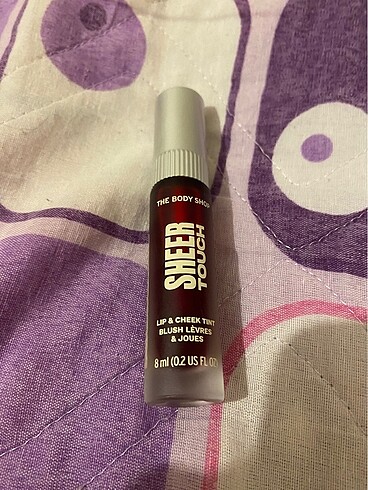 THE BODY SHOP
SHEER
TOUCH
LIP & CHEEK TINT
BLUSH LÈVRES
& JOUES
8 ml (0.2 US FL OZ)